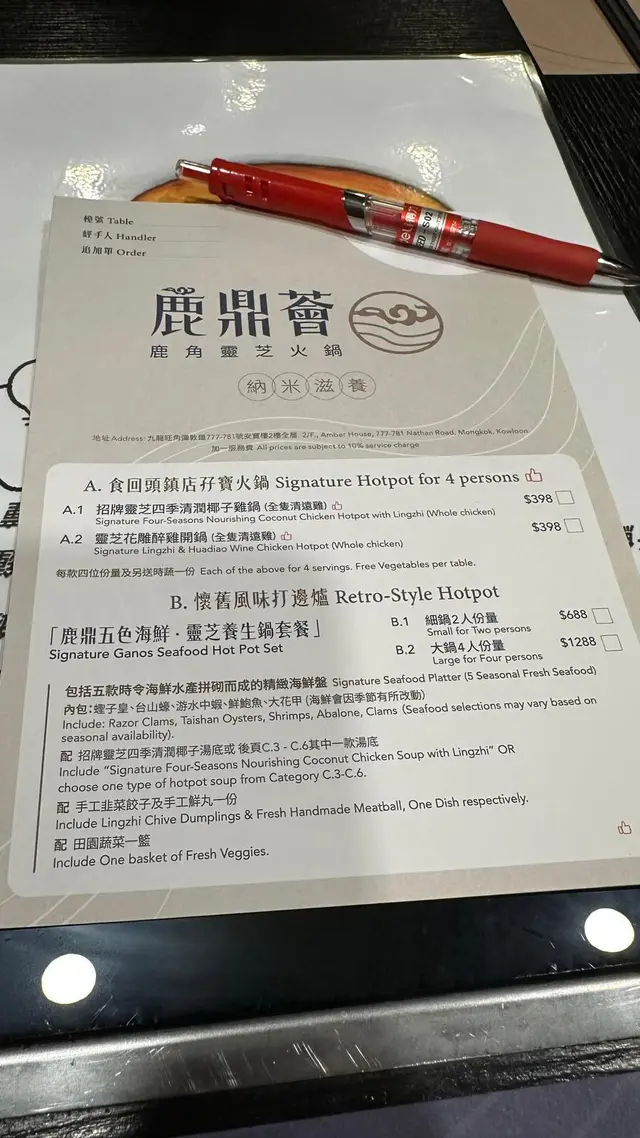 檯號 Table
經手人 Handler
追加單 Order
鹿鼎薈
鹿角靈芝火鍋
納米滋養
地址 Address: 九龍旺角彌敦道777-781號安寶樓2樓全層 2/F., Amber House, 777-781 Nathan Road, Mongkok, Kowloon
加一服務費 All prices are subject to 10% service charge
A. 食回頭鎮店孖寶火鍋 Signature Hotpot for 4 persons
A.1 招牌靈芝四季清潤椰子雞鍋 (全隻清遠雞) $398
Signature Four-Seasons Nourishing Coconut Chicken Hotpot with Lingzhi (Whole chicken)
A.2 靈芝花雕醉雞開鍋 (全隻清遠雞) $398
Signature Lingzhi & Huadiao Wine Chicken Hotpot (Whole chicken)
每款四位份量及另送時蔬一份 Each of the above for 4 servings. Free Vegetables per table.
B. 懷舊風味打邊爐 Retro-Style Hotpot
「鹿鼎五色海鮮·靈芝養生鍋套餐」
Signature Ganos Seafood Hot Pot Set
B.1 細鍋2人份量 $688
Small for Two persons
B.2 大鍋4人份量 $1288
Large for Four persons
包括五款時令海鮮水產拼砌而成的精緻海鮮盤 Signature Seafood Platter (5 Seasonal Fresh Seafood)
內包：蟶子皇、台山蠔、游水中蝦、鮮鮑魚、大花甲 (海鮮會因季節有所改動)
Include: Razor Clams, Taishan Oysters, Shrimps, Abalone, Clams (Seafood selections may vary based on
seasonal availability).
配 招牌靈芝四季清潤椰子湯底或 後頁C.3 - C.6其中一款湯底
Include "Signature Four-Seasons Nourishing Coconut Chicken Soup with Lingzhi" OR
choose one type of hotpot soup from Category C.3-C.6.
配 手工韭菜餃子及手工鮮丸一份
Include Lingzhi Chive Dumplings & Fresh Handmade Meatball, One Dish respectively.
配 田園蔬菜一籃
Include One basket of Fresh Veggies.